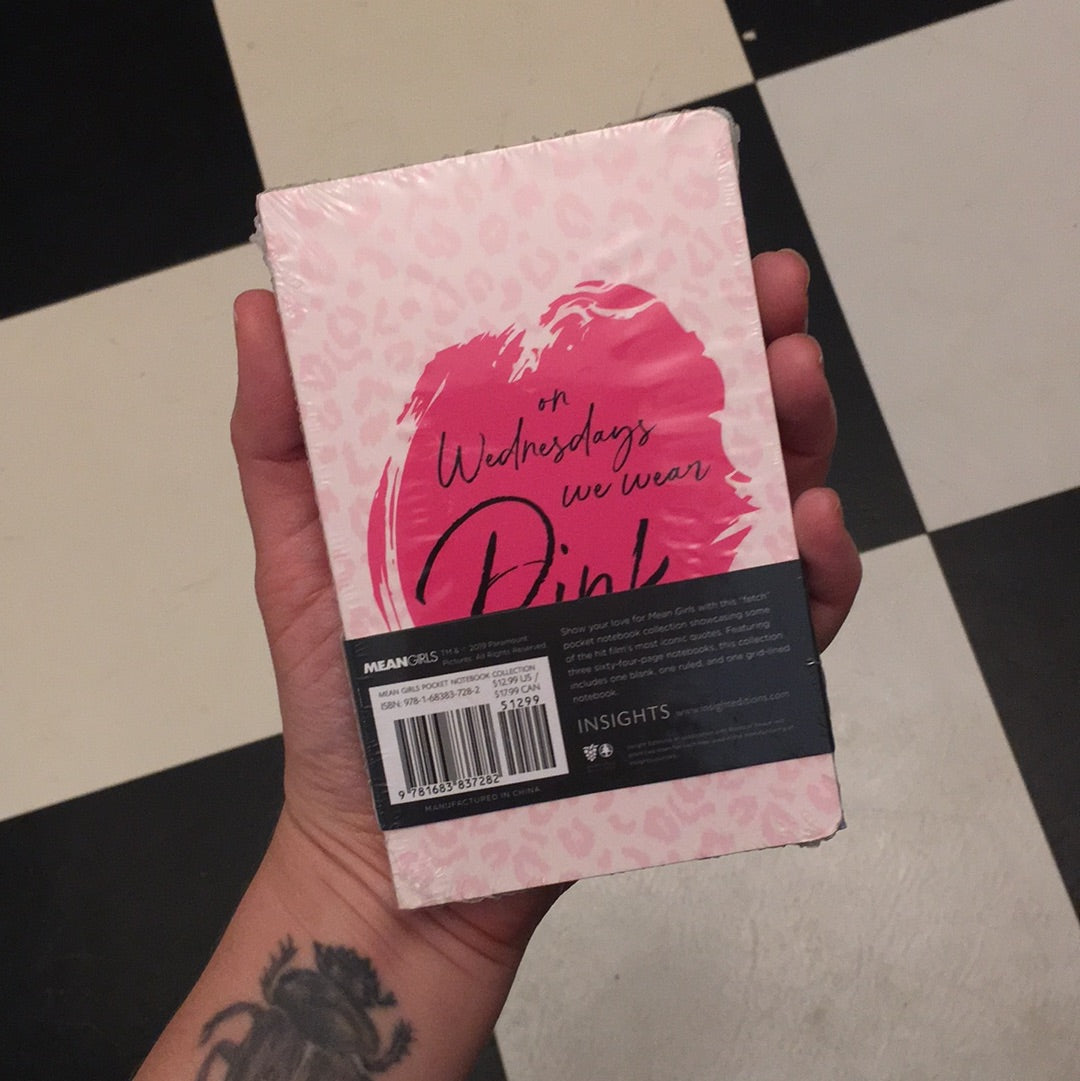 on
Wednesdays
we wear
Pink
MEANGIRLS TM & © 2019 Paramount
Pictures. All Rights Reserved.
MEAN GIRLS POCKET NOTEBOOK COLLECTION
ISBN: 978-1-68383-728-2
$12.99 US /
$17.99 CAN
51299
9 781683 837282
MANUFACTURED IN CHINA
Show your love for Mean Girls with this "fetch"
pocket notebook collection showcasing some
of the hit film's most iconic quotes. Featuring
three sixty-four-page notebooks, this collection
includes one blank, one ruled, and one grid-lined
notebook.
INSIGHTS www.insighteditions.com